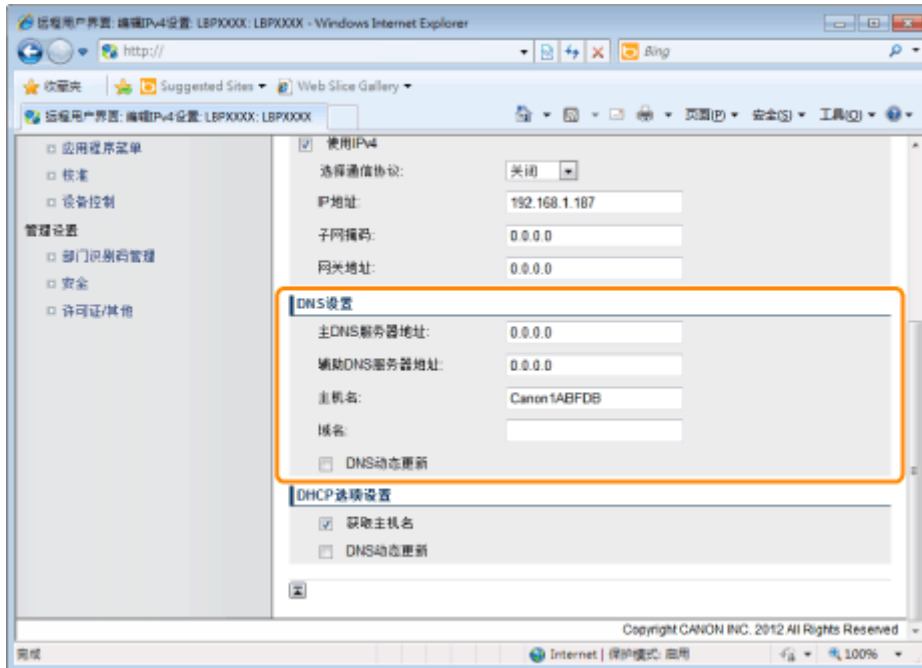 远程用户界面: 编辑IPv4设置: LBPXXXX: LBPXXXX - Windows Internet Explorer
http://
Bing
收藏夹 Suggested Sites Web Slice Gallery
远程用户界面: 编辑IPv4设置: LBPXXXX: LBPXXXX 页面(P) 安全(S) 工具(O)
应用程序菜单
校准
设备控制
管理设置
部门识别码管理
安全
许可证/其他
使用IPv4
选择通信协议: 关闭
IP地址: 192.168.1.187
子网掩码: 0.0.0.0
网关地址: 0.0.0.0
DNS设置
主DNS服务器地址: 0.0.0.0
辅助DNS服务器地址: 0.0.0.0
主机名: Canon1ABFDB
域名:
DNS动态更新
DHCP选项设置
获取主机名
DNS动态更新
Copyright CANON INC. 2012 All Rights Reserved
完成 Internet | 保护模式: 启用 100%